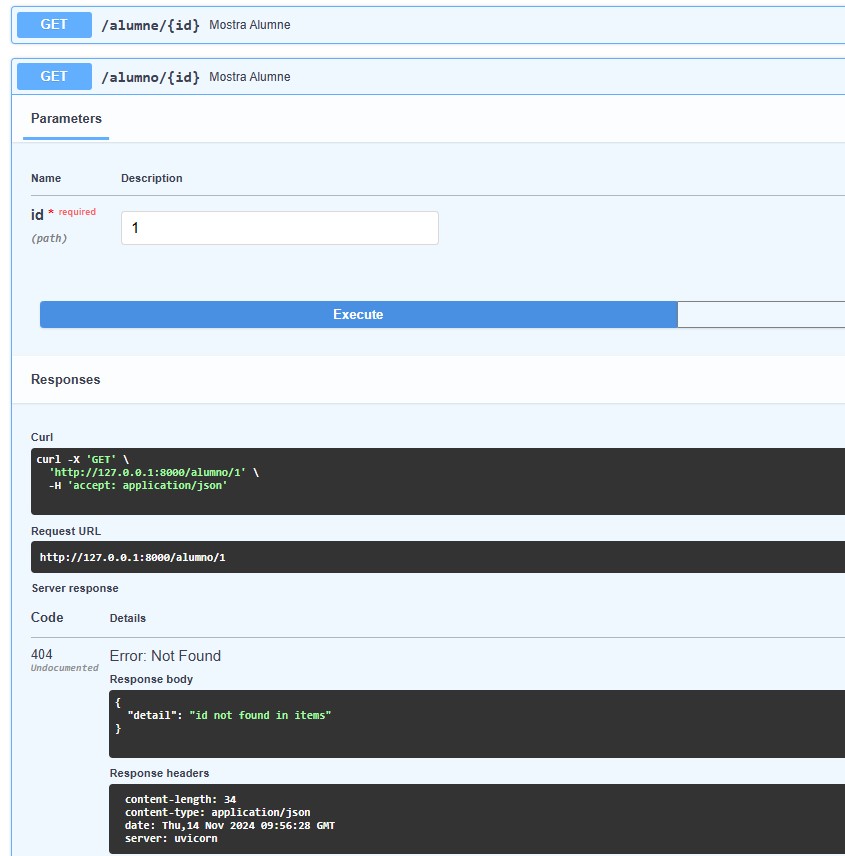 GET /alumne/{id} Mostra Alumne
GET /alumno/{id} Mostra Alumne
Parameters
Name Description
id * required
(path)
1
Execute
Responses
Curl
curl -X 'GET' \
'http://127.0.0.1:8000/alumno/1' \
-H 'accept: application/json'
Request URL
http://127.0.0.1:8000/alumno/1
Server response
Code Details
404
Undocumented
Error: Not Found
Response body
{
"detail": "id not found in items"
}
Response headers
content-length: 34
content-type: application/json
date: Thu,14 Nov 2024 09:56:28 GMT
server: uvicorn